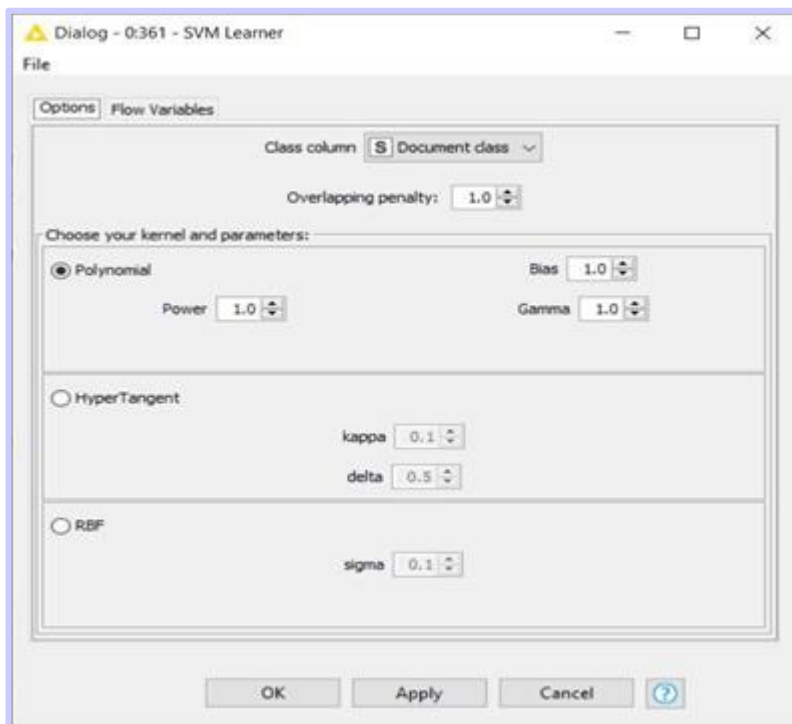 Dialog - 0:361 - SVM Learner
File
Options Flow Variables
Class column S Document class
Overlapping penalty: 1.0
Choose your kernel and parameters:
Polynomial Bias 1.0
Power 1.0 Gamma 1.0
HyperTangent
kappa 0.1
delta 0.5
RBF
sigma 0.1
OK Apply Cancel ?